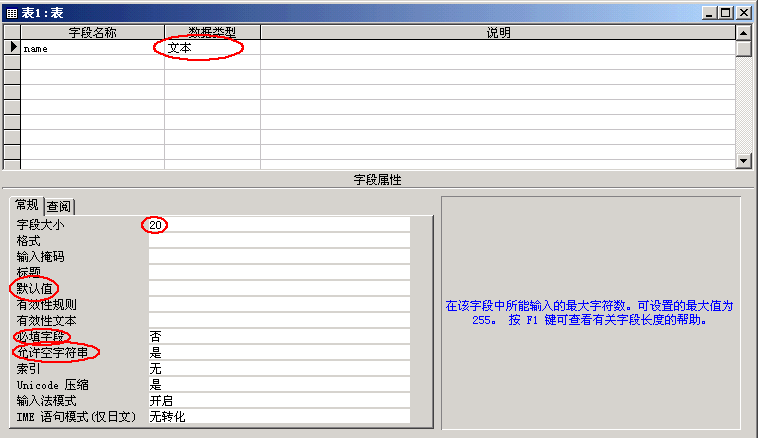 表1:表
字段名称 数据类型 说明
name 文本
字段属性
常规 查阅
字段大小 20
格式
输入掩码
标题
默认值
有效性规则
有效性文本
必填字段 否
允许空字符串 是
索引 无
Unicode 压缩 是
输入法模式 开启
IME 语句模式(仅日文) 无转化
在该字段中所能输入的最大字符数。可设置的最大值为
255。 按 F1 键可查看有关字段长度的帮助。